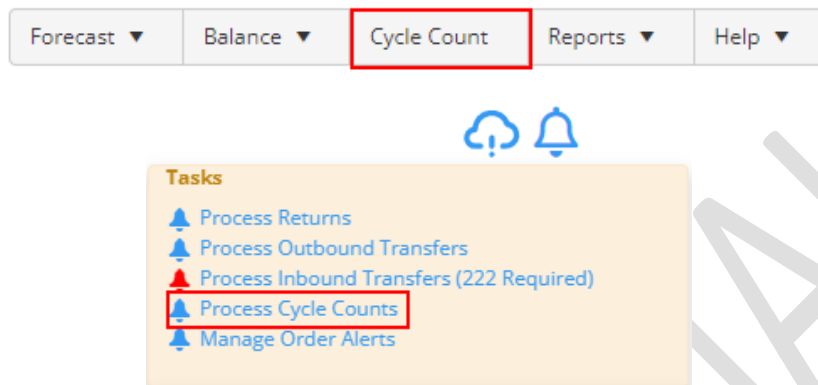 Forecast ▼ Balance ▼ Cycle Count Reports ▼ Help ▼
Tasks
Process Returns
Process Outbound Transfers
Process Inbound Transfers (222 Required)
Process Cycle Counts
Manage Order Alerts